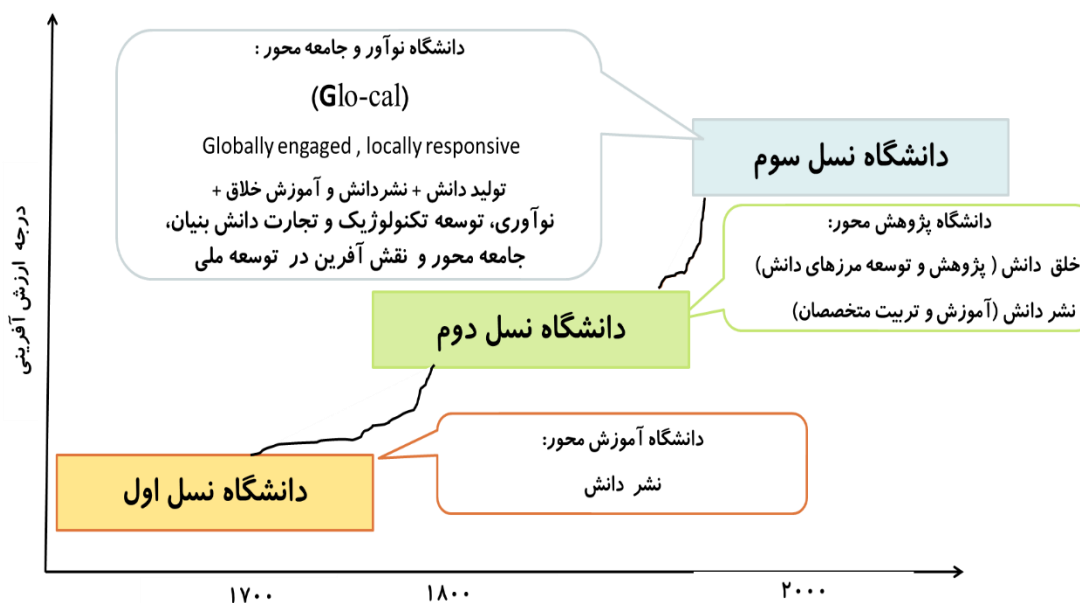 دانشگاه نوآور و جامعه محور :
(Glo-cal)
Globally engaged , locally responsive
تولید دانش + نشردانش و آموزش خلاق +
نوآوری، توسعه تکنولوژیک و تجارت دانش بنیان،
جامعه محور و نقش آفرین در توسعه ملی
دانشگاه نسل سوم
دانشگاه پژوهش محور:
خلق دانش ( پژوهش و توسعه مرزهای دانش)
نشر دانش (آموزش و تربیت متخصصان)
دانشگاه نسل دوم
دانشگاه آموزش محور:
نشر دانش
دانشگاه نسل اول
درجه ارزش آفرینی
۱۷۰۰
۱۸۰۰
۲۰۰۰